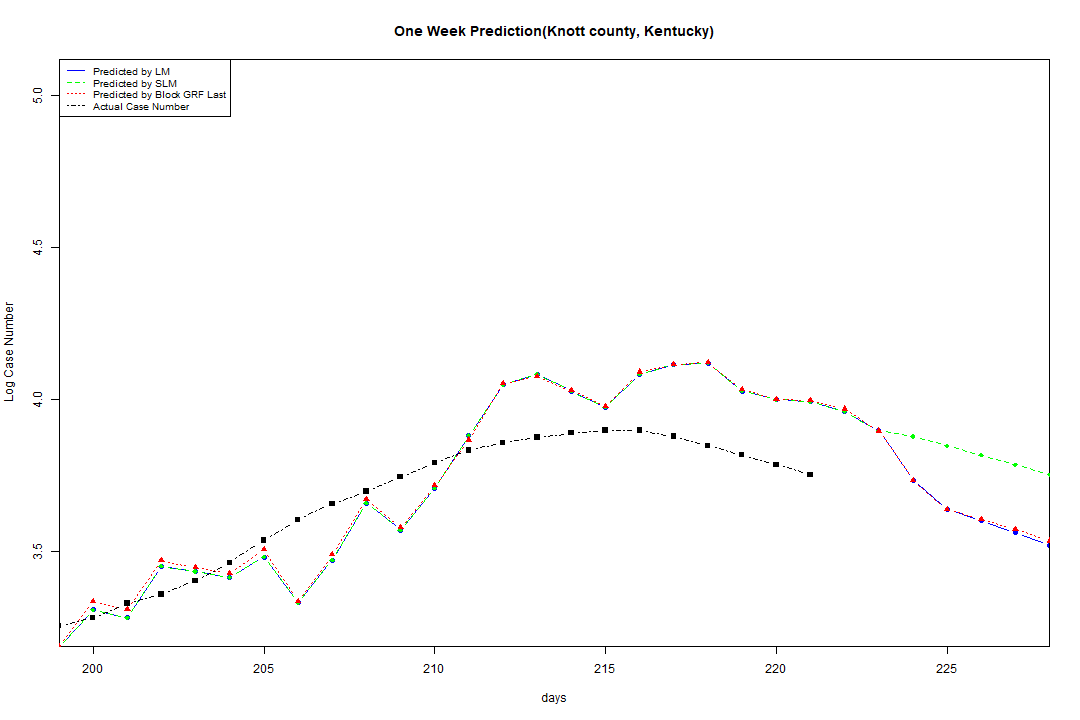 One Week Prediction(Knott county, Kentucky)
Predicted by LM
Predicted by SLM
Predicted by Block GRF Last
Actual Case Number
5.0
4.5
4.0
3.5
Log Case Number
200 205 210 215 220 225
days